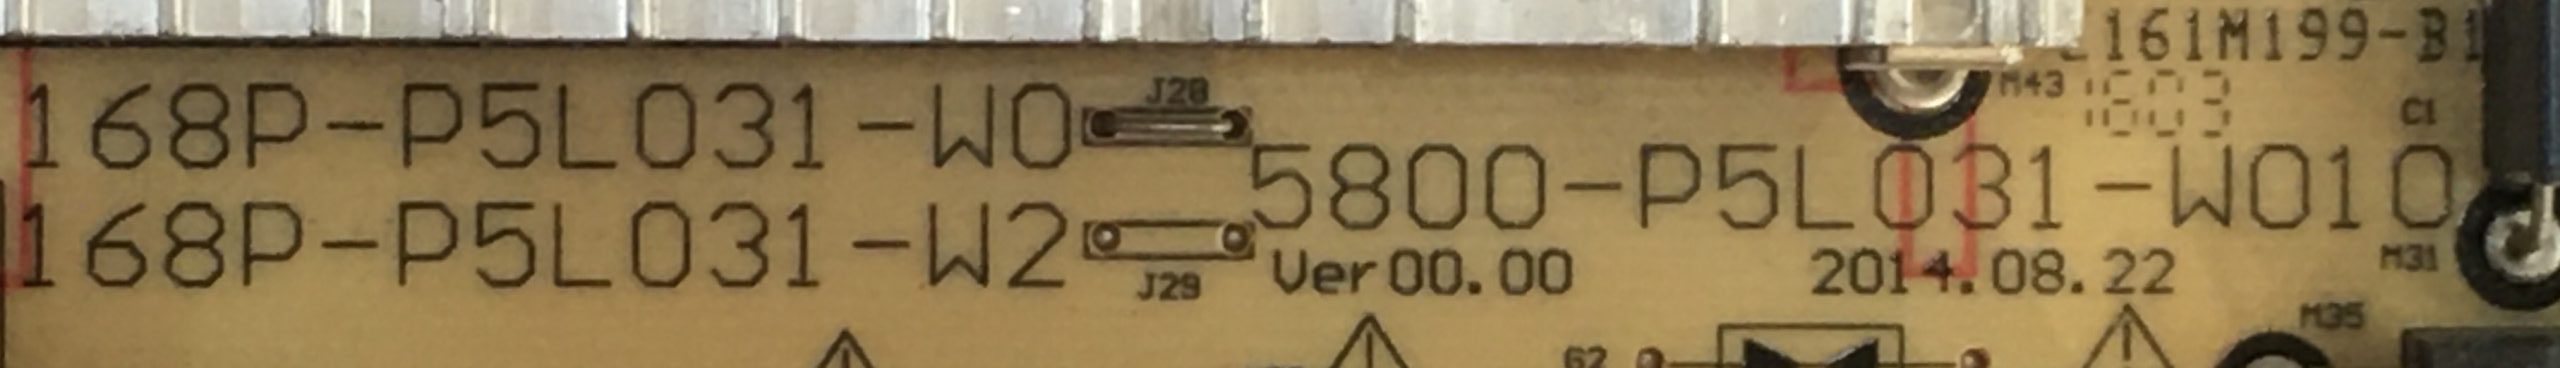 161M199-B1
M43
1603
J28
C1
168P-P5L031-W0
5800-P5L031-W010
168P-P5L031-W2
J29
Ver00.00
2014.08.22
M31
M35
62